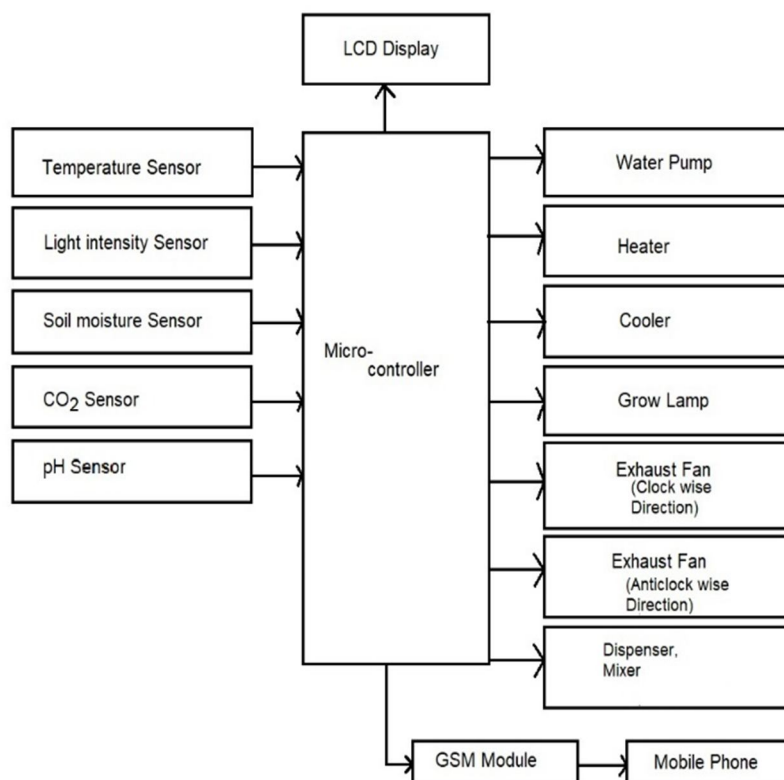 LCD Display
Temperature Sensor
Light intensity Sensor
Soil moisture Sensor
CO₂ Sensor
pH Sensor
Micro-
controller
Water Pump
Heater
Cooler
Grow Lamp
Exhaust Fan
(Clock wise
Direction)
Exhaust Fan
(Anticlock wise
Direction)
Dispenser,
Mixer
GSM Module
Mobile Phone